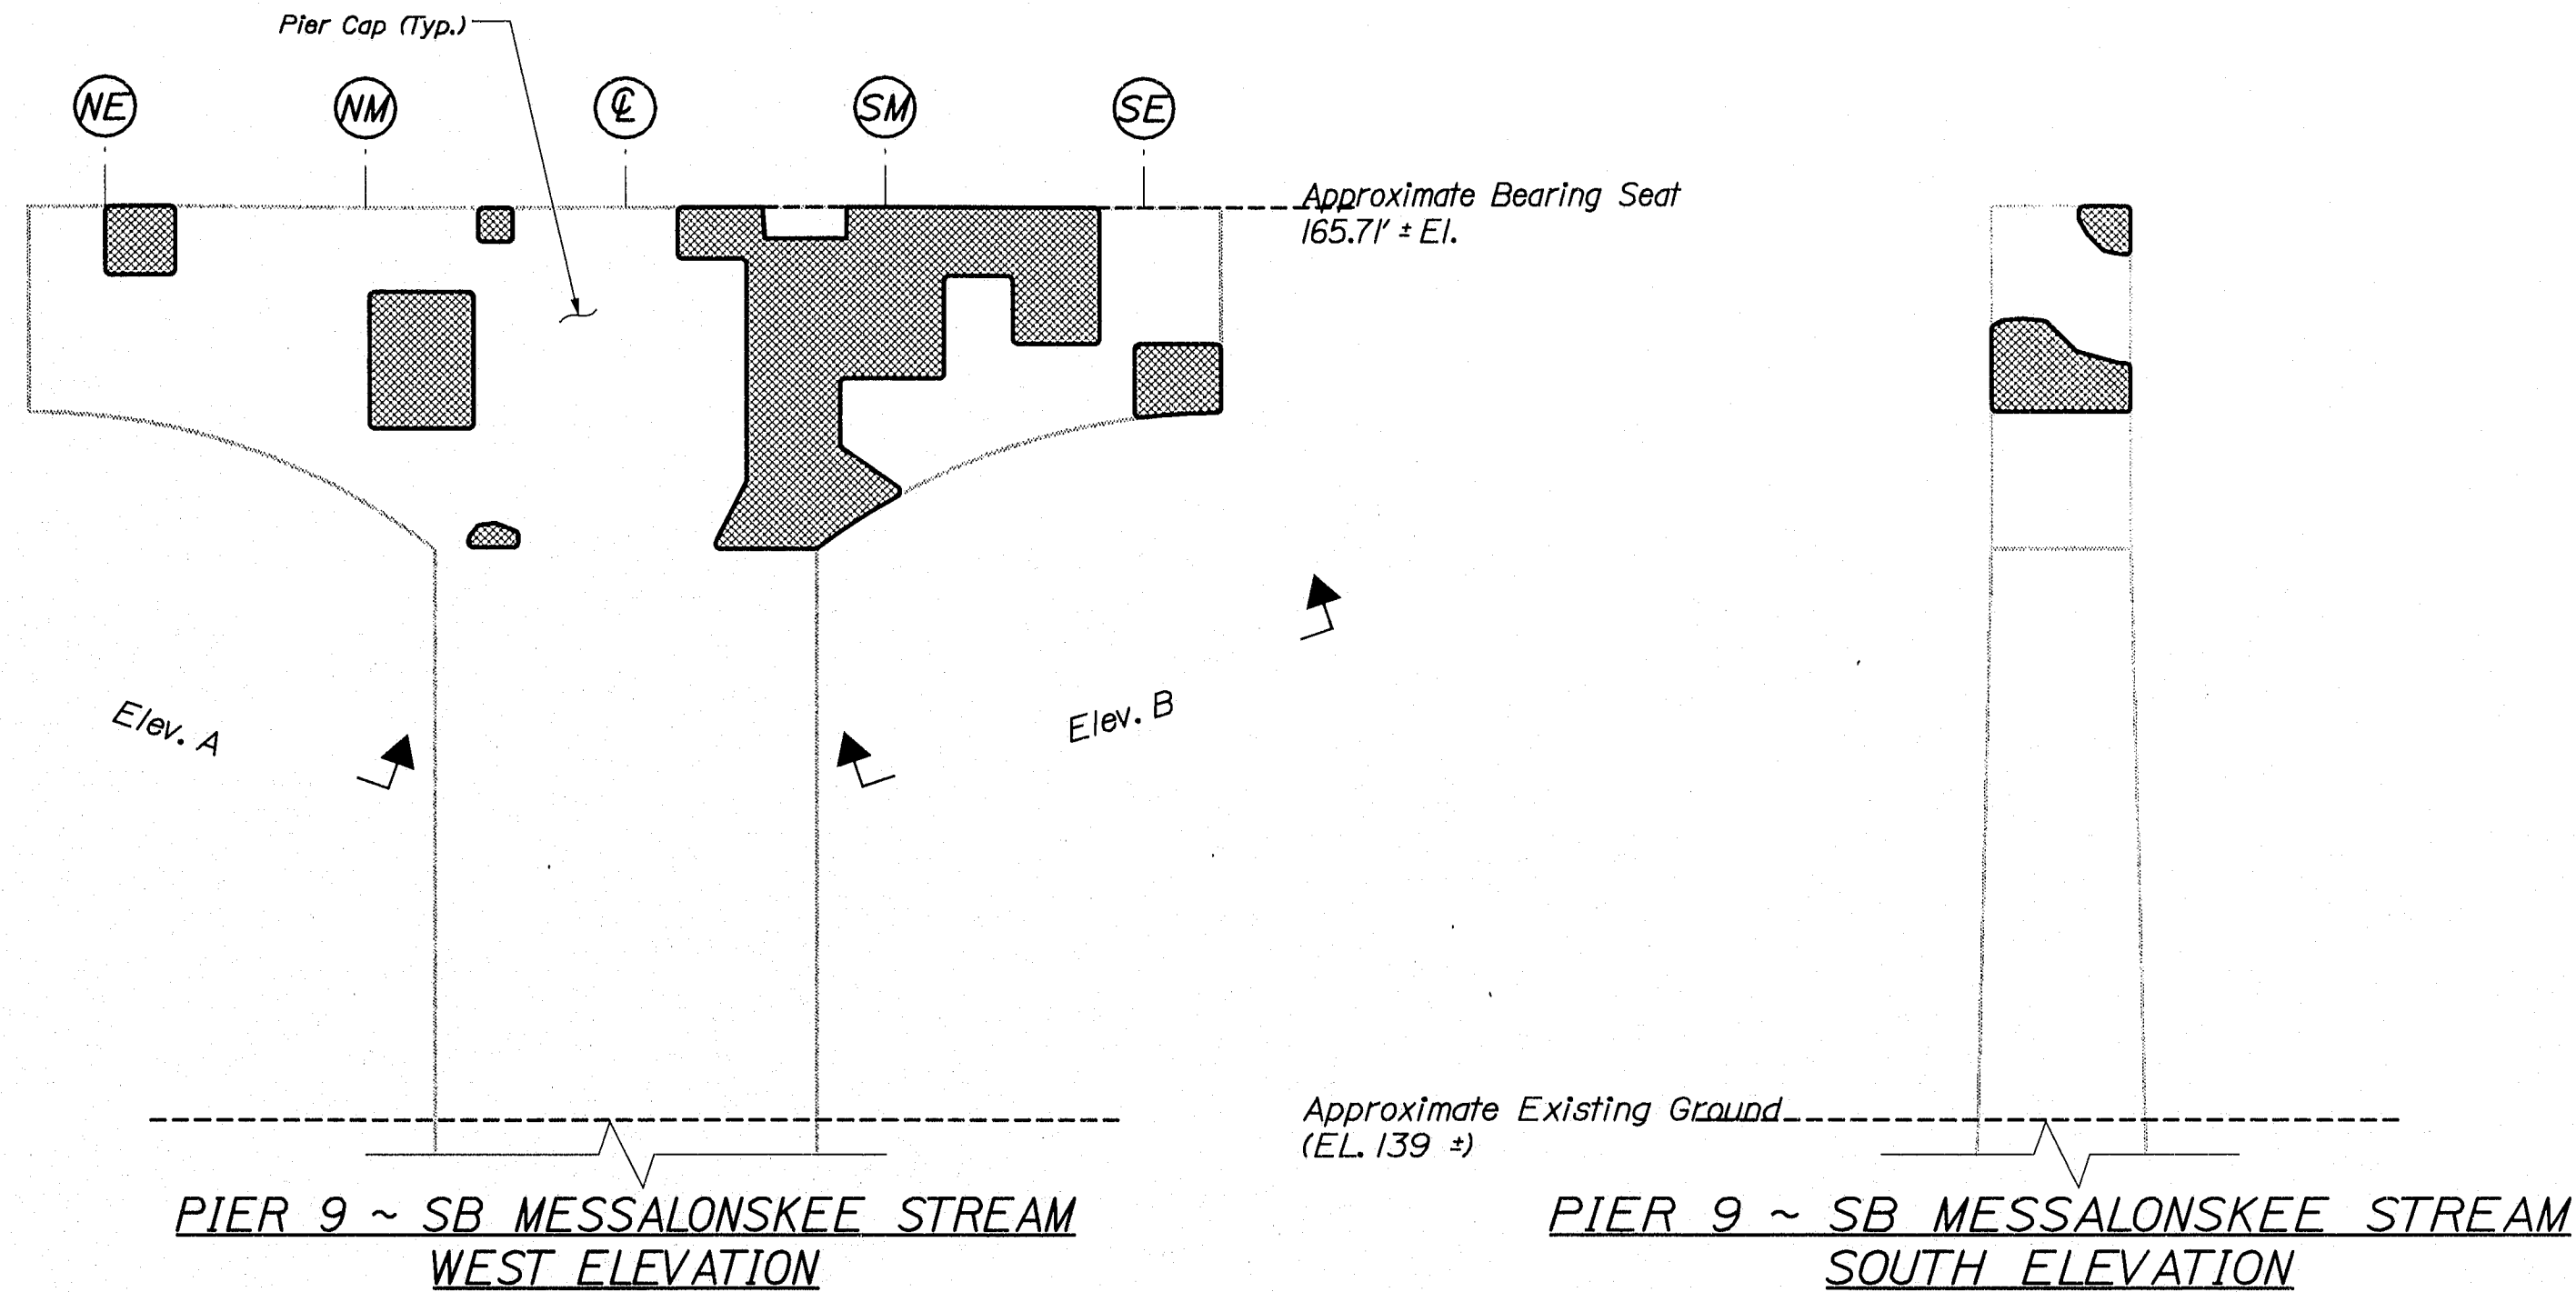 Pier Cap (Typ.)
NE
NM
℄
SM
SE
Approximate Bearing Seat
165.71' ± El.
Elev. A
Elev. B
Approximate Existing Ground
(EL. 139 ±)
PIER 9 ~ SB MESSALONSKEE STREAM
WEST ELEVATION
PIER 9 ~ SB MESSALONSKEE STREAM
SOUTH ELEVATION